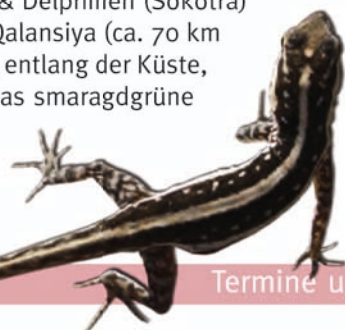 & Delphinen (Sokotra)
Qalansiya (ca. 70 km
entlang der Küste,
as smaragdgrüne
Termine u